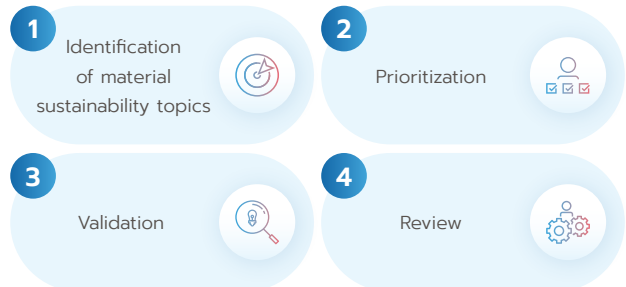 1
Identification
of material
sustainability topics
2
Prioritization
3
Validation
4
Review